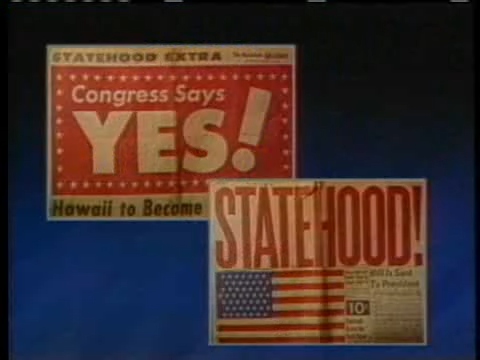 STATEHOOD EXTRA
Congress Says
YES!
Hawaii to Become
STATEHOOD!
Bill Is Sent
To President
10¢